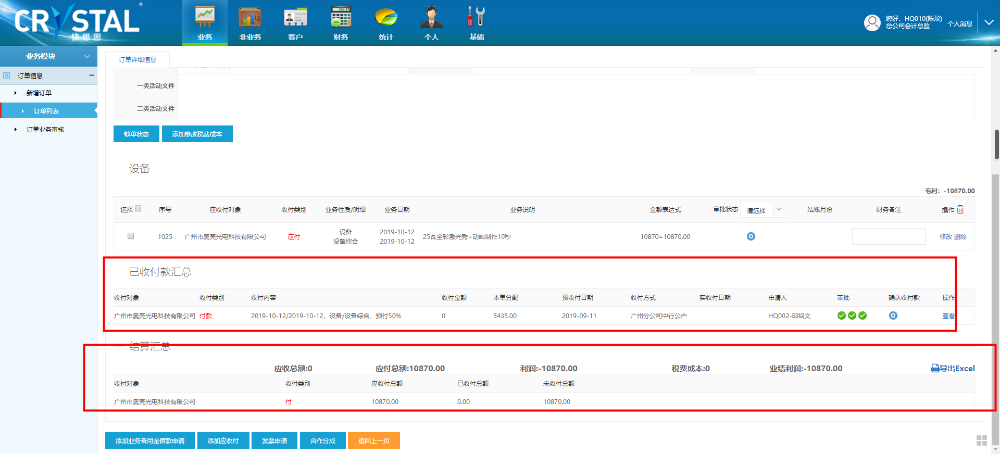 CRYSTAL
®
快思图
业务
非业务
客户
财务
统计
个人
基础
您好，HQ010(陈玟)
总公司会计总监
个人消息
业务模块
订单信息
新增订单
订单列表
订单业务审核
订单详细信息
一类活动文件
二类活动文件
锁单状态
添加修改税费成本
设备
毛利：-10870.00
选择 序号 应收付对象 收付类别 业务性质/明细 业务日期 业务说明 金额表达式 审批状态 请选择 结账月份 财务备注 操作
1025 广州市奥亮光电科技有限公司 应付 设备 2019-10-12 25瓦全彩激光秀+动画制作10秒 10870=10870.00 修改 删除
设备综合 2019-10-12
已收付款汇总
收付对象 收付类别 收付内容 收付金额 本单分配 预收付日期 收付方式 实收付日期 申请人 审批 确认收付款 操作
广州市奥亮光电科技有限公司 付款 2019-10-12/2019-10-12，设备/设备综合，预付50% 0 5435.00 2019-09-11 广州分公司中行公户 HQ002-邱绍文 查看
结算汇总
应收总额:0 应付总额:10870.00 利润:-10870.00 税费成本:0 业绩利润:-10870.00 导出Excel
收付对象 收付类别 应收付总额 已收付总额 未收付总额
广州市奥亮光电科技有限公司 付 10870.00 0.00 10870.00
添加业务备用金借款申请
添加应收付
发票申请
合作分成
返回上一页